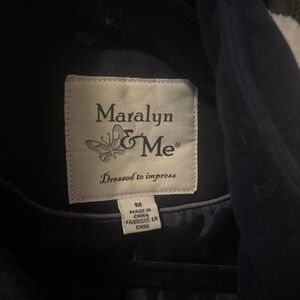 Maralyn
& Me®
Dressed to impress
M
MADE IN
CHINA
FABRIQUÉ EN
CHINE